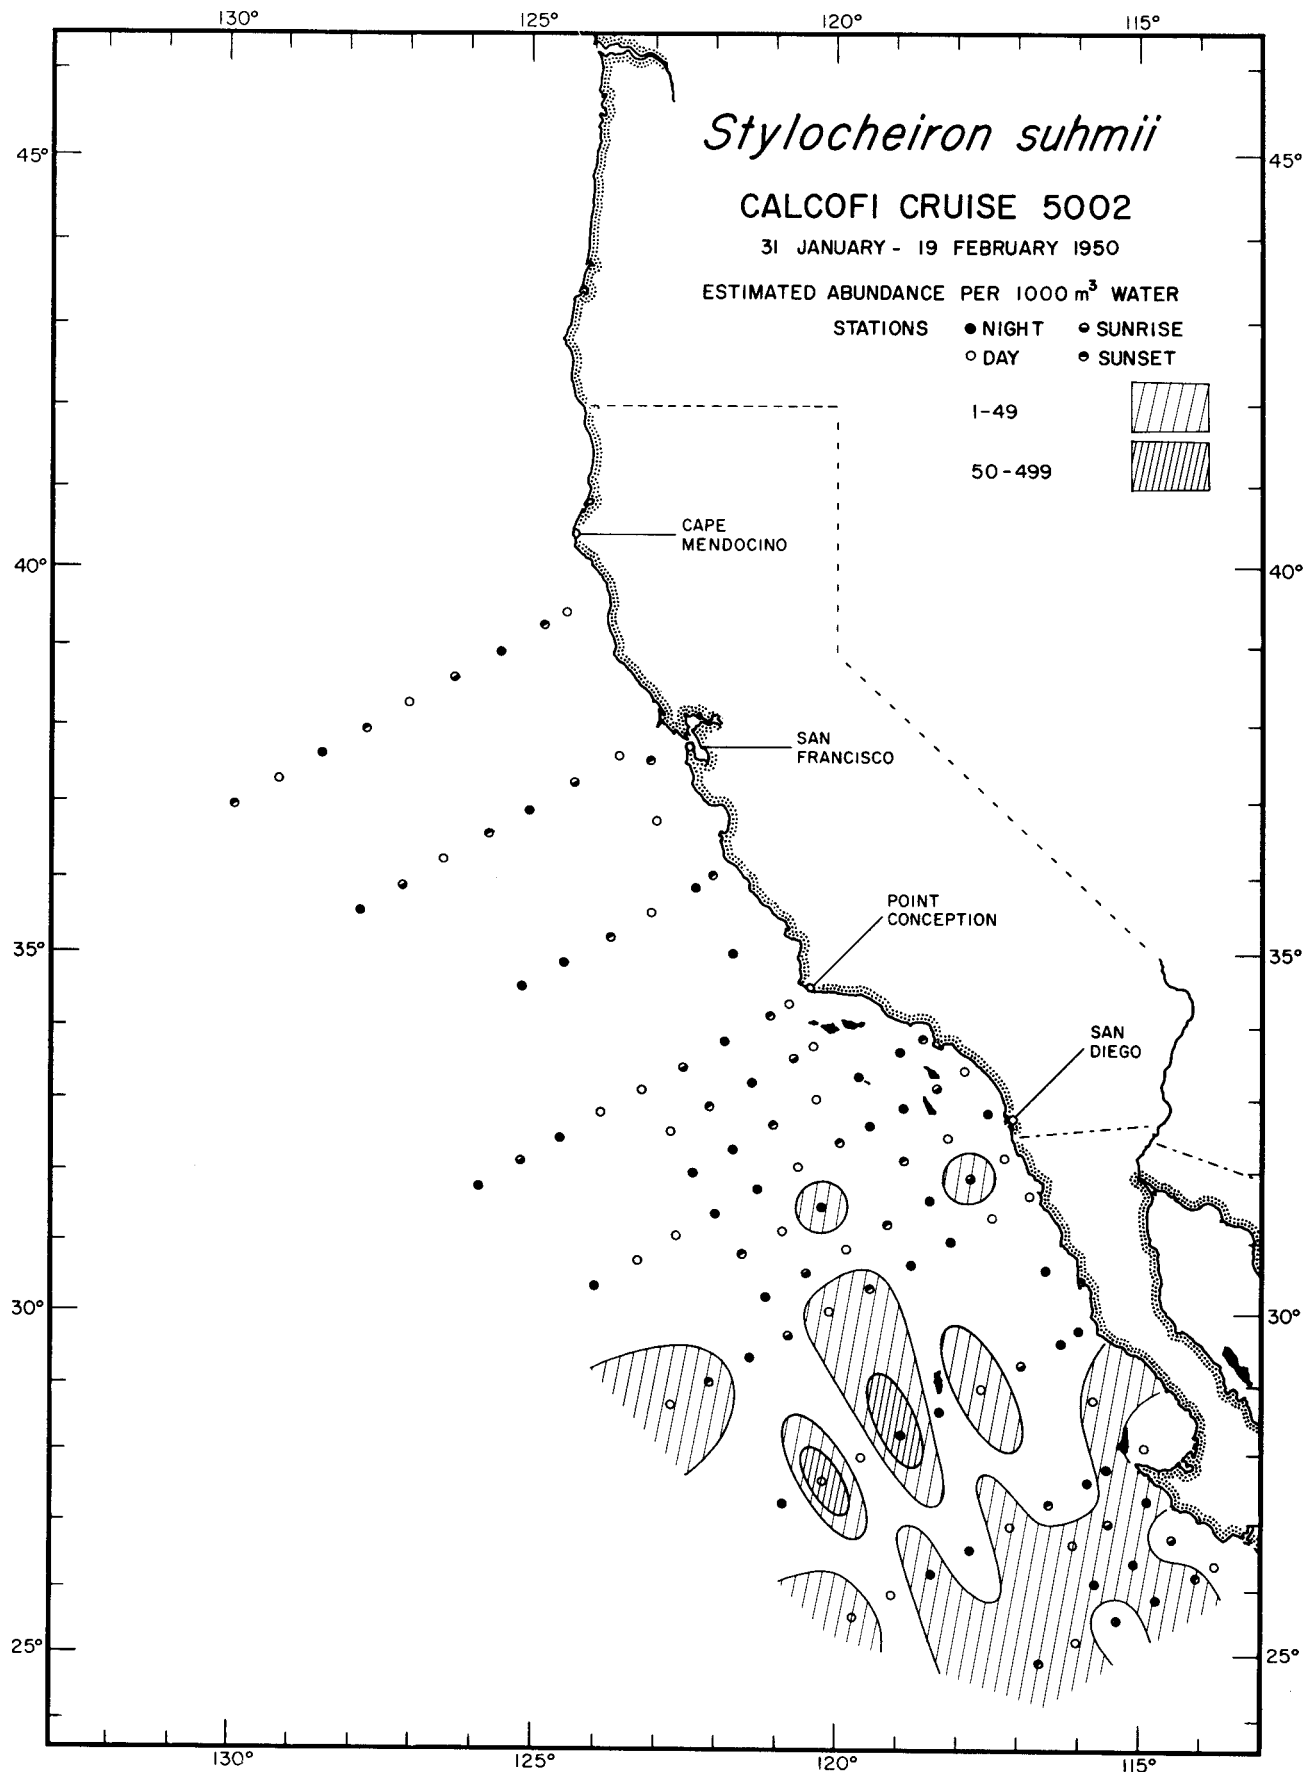 130° 125° 120° 115°
Stylocheiron suhmii
45° 45°
CALCOFI CRUISE 5002
31 JANUARY - 19 FEBRUARY 1950
ESTIMATED ABUNDANCE PER 1000 m³ WATER
STATIONS NIGHT SUNRISE
DAY SUNSET
1-49
50-499
CAPE
MENDOCINO
40° 40°
SAN
FRANCISCO
POINT
CONCEPTION
35° 35°
SAN
DIEGO
30° 30°
25° 25°
130° 125° 120° 115°